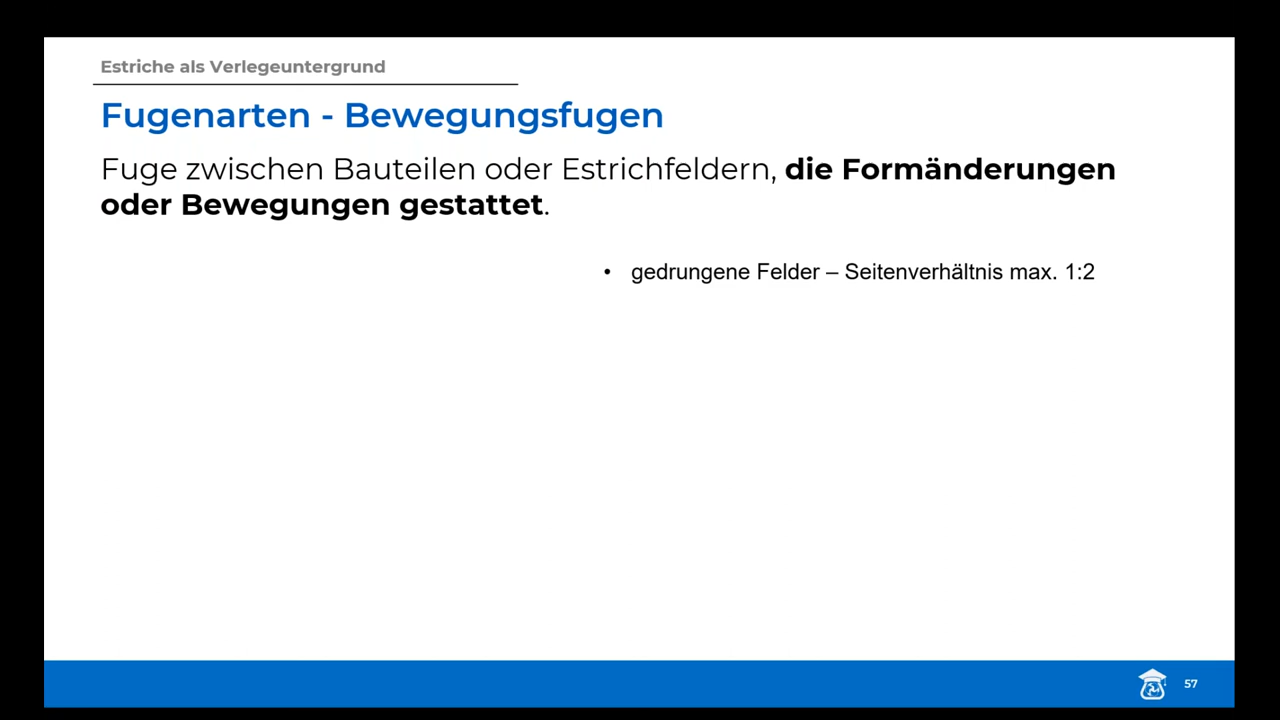 Estriche als Verlegeuntergrund
Fugenarten - Bewegungsfugen
Fuge zwischen Bauteilen oder Estrichfeldern, die Formänderungen
oder Bewegungen gestattet.
• gedrungene Felder – Seitenverhältnis max. 1:2
57